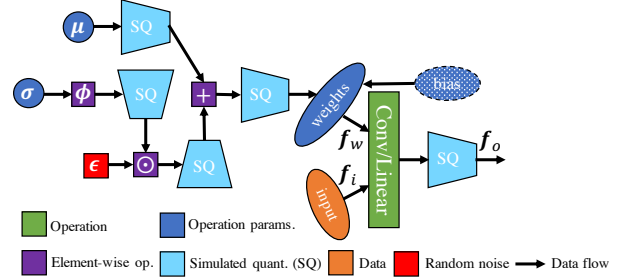 μ
SQ
σ
ϕ
SQ
+
SQ
weights
bias
ϵ
⊙
SQ
f_w
Conv/Linear
SQ
f_o
f_i
input
Operation
Operation params.
Element-wise op.
Simulated quant. (SQ)
Data
Random noise
Data flow